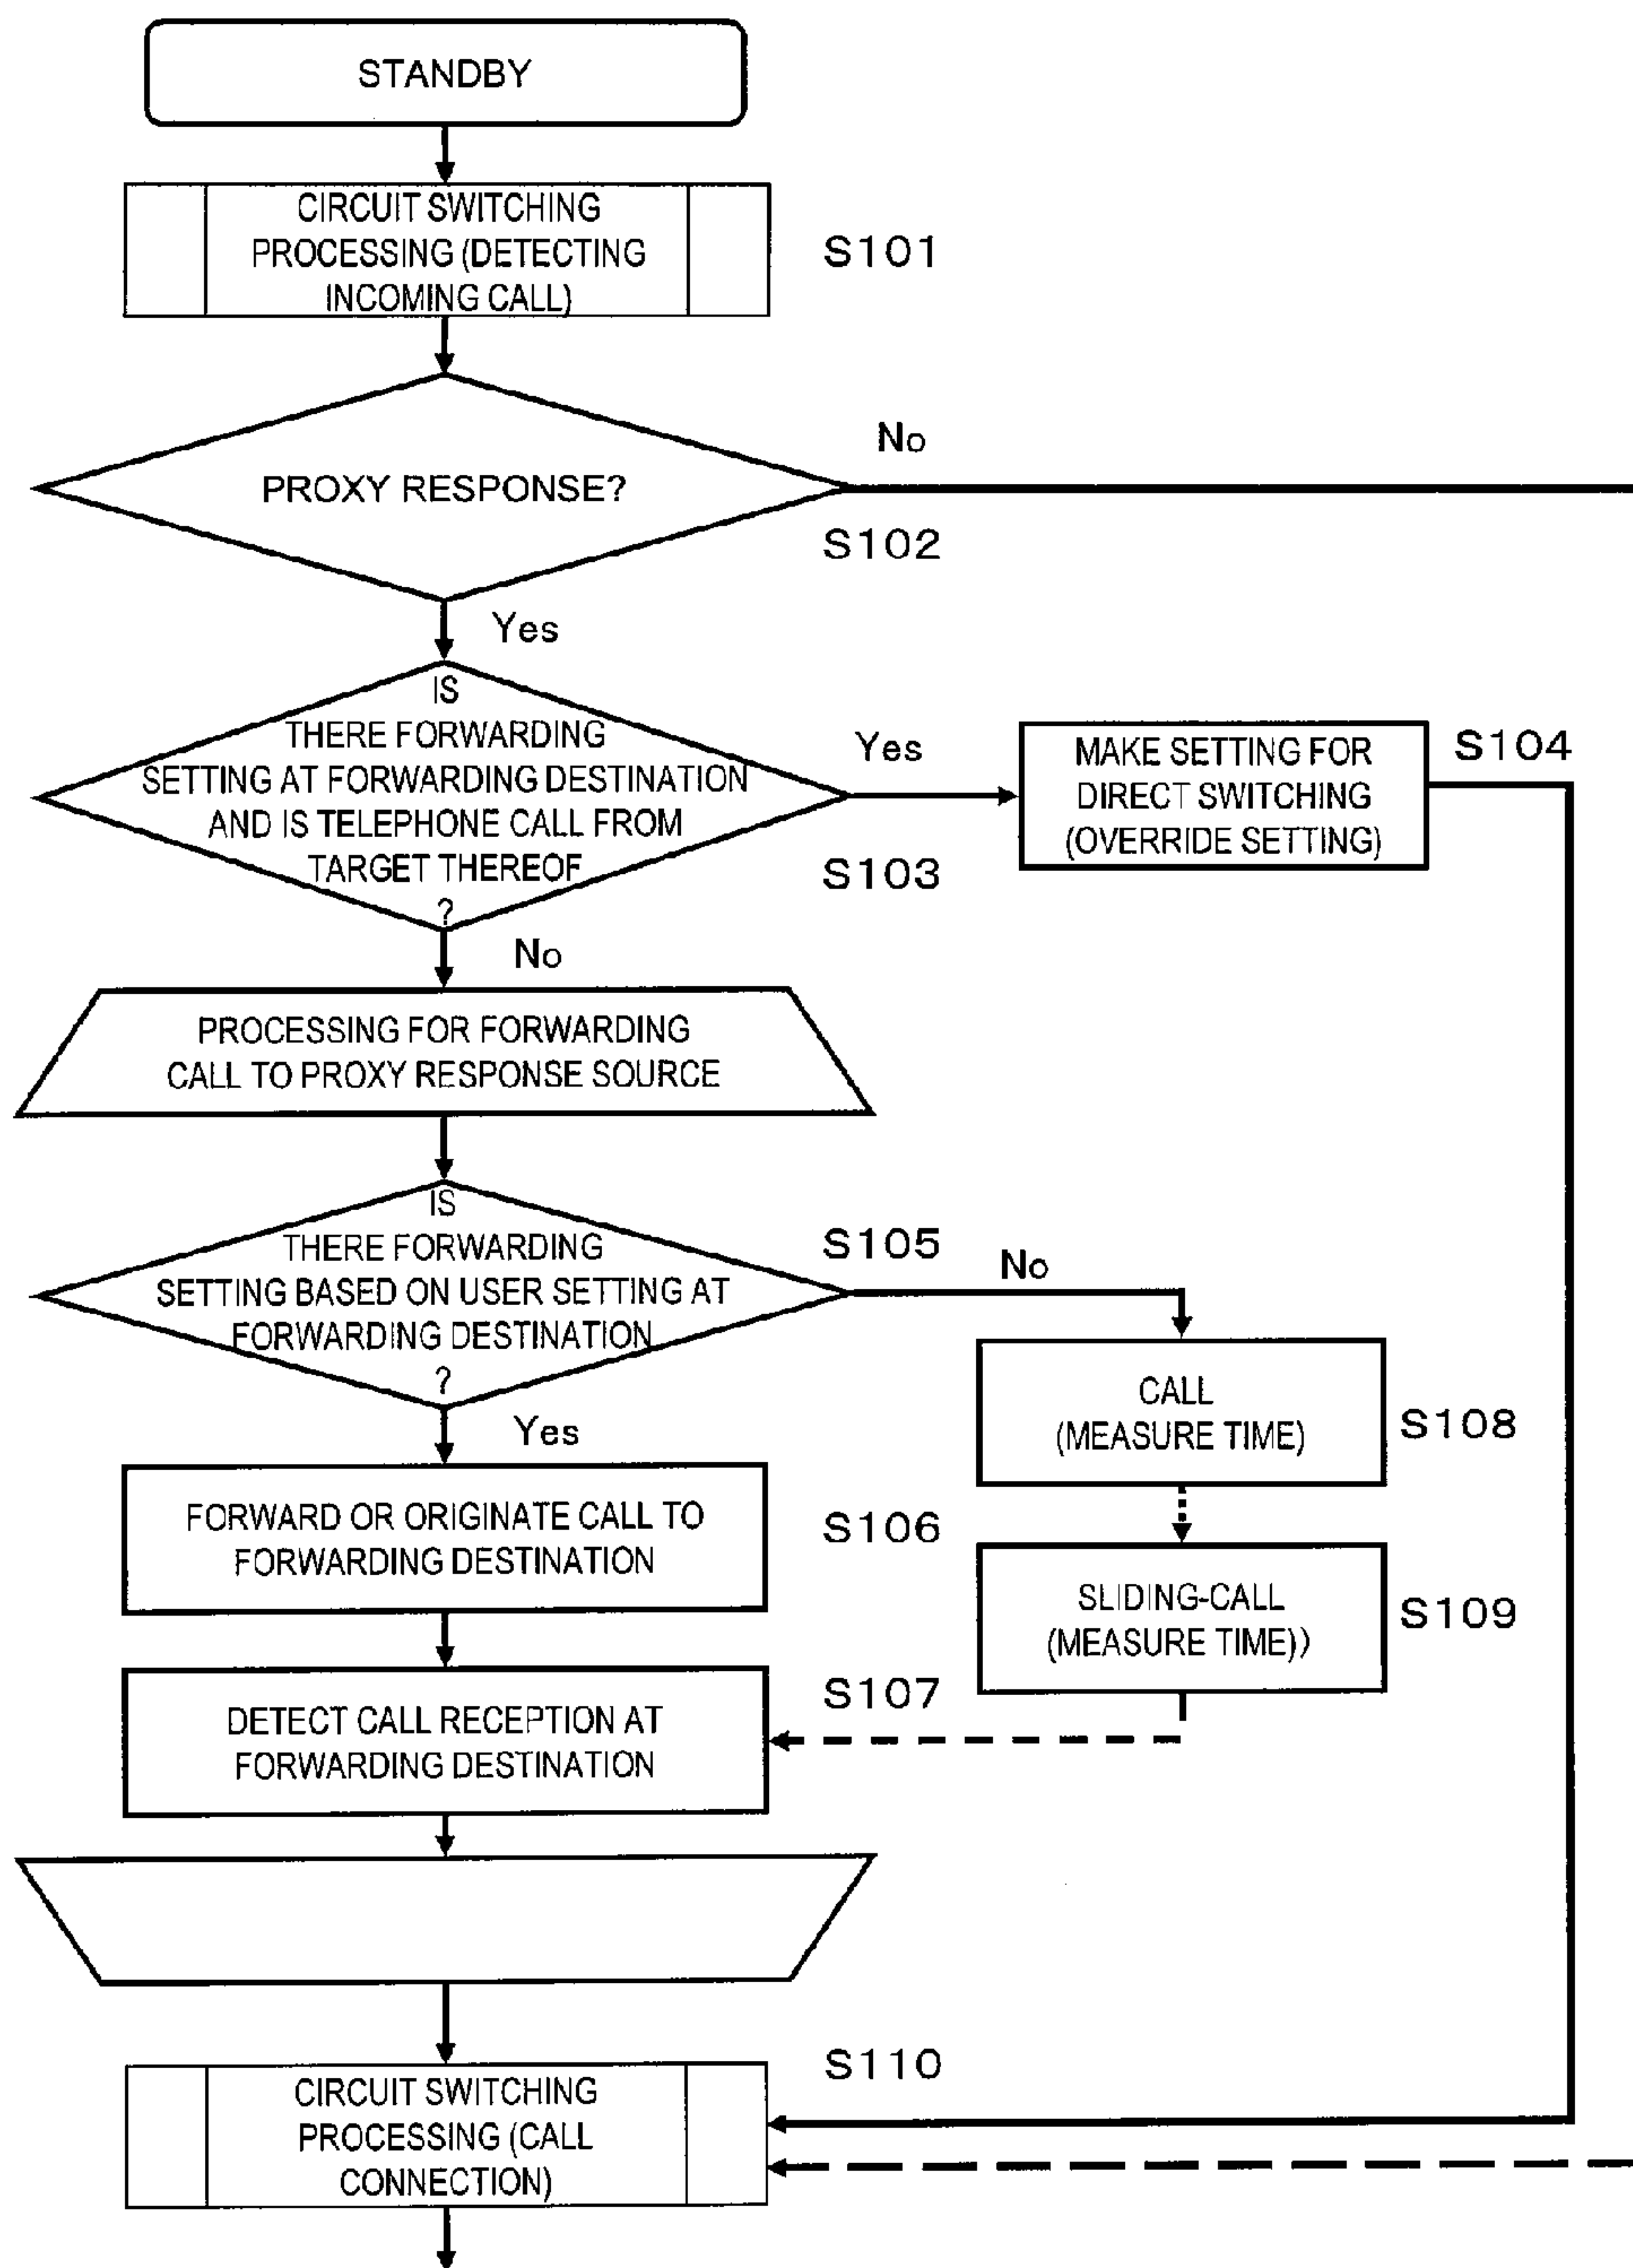 STANDBY
CIRCUIT SWITCHING
PROCESSING (DETECTING
INCOMING CALL)
S101
No
PROXY RESPONSE?
S102
Yes
IS
THERE FORWARDING
SETTING AT FORWARDING DESTINATION
AND IS TELEPHONE CALL FROM
TARGET THEREOF
?
Yes
S103
MAKE SETTING FOR
DIRECT SWITCHING
(OVERRIDE SETTING)
S104
No
PROCESSING FOR FORWARDING
CALL TO PROXY RESPONSE SOURCE
IS
THERE FORWARDING
SETTING BASED ON USER SETTING AT
FORWARDING DESTINATION
?
S105
No
Yes
CALL
(MEASURE TIME)
S108
FORWARD OR ORIGINATE CALL TO
FORWARDING DESTINATION
S106
SLIDING-CALL
(MEASURE TIME))
S109
DETECT CALL RECEPTION AT
FORWARDING DESTINATION
S107
S110
CIRCUIT SWITCHING
PROCESSING (CALL
CONNECTION)